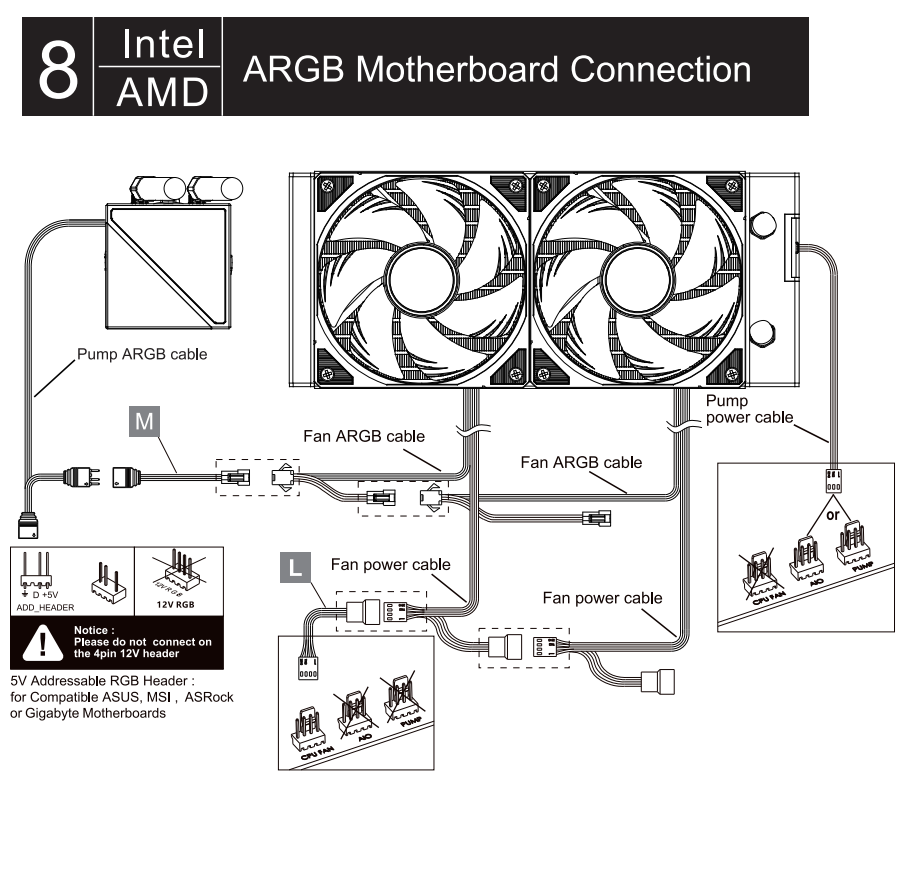 8
Intel
AMD
ARGB Motherboard Connection
Pump ARGB cable
Pump
power cable
M
Fan ARGB cable
Fan ARGB cable
or
CPU FAN
AIO
PUMP
L
Fan power cable
Fan power cable
D +5V
ADD_HEADER
12VRGB
12V RGB
Notice :
Please do not connect on
the 4pin 12V header
5V Addressable RGB Header :
for Compatible ASUS, MSI , ASRock
or Gigabyte Motherboards
CPU FAN
AIO
PUMP